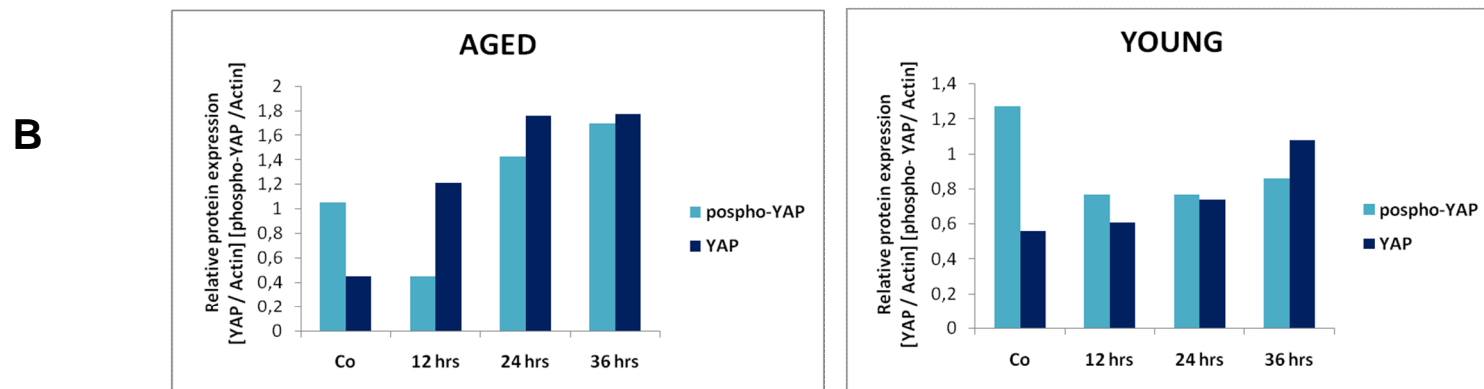 B
AGED
Relative protein expression
[YAP / Actin] [phospho-YAP /Actin]
2
1,8
1,6
1,4
1,2
1
0,8
0,6
0,4
0,2
0
Co
12 hrs
24 hrs
36 hrs
pospho-YAP
YAP
YOUNG
Relative protein expression
[YAP / Actin] [phospho- YAP/ Actin]
1,4
1,2
1
0,8
0,6
0,4
0,2
0
Co
12 hrs
24 hrs
36 hrs
pospho-YAP
YAP